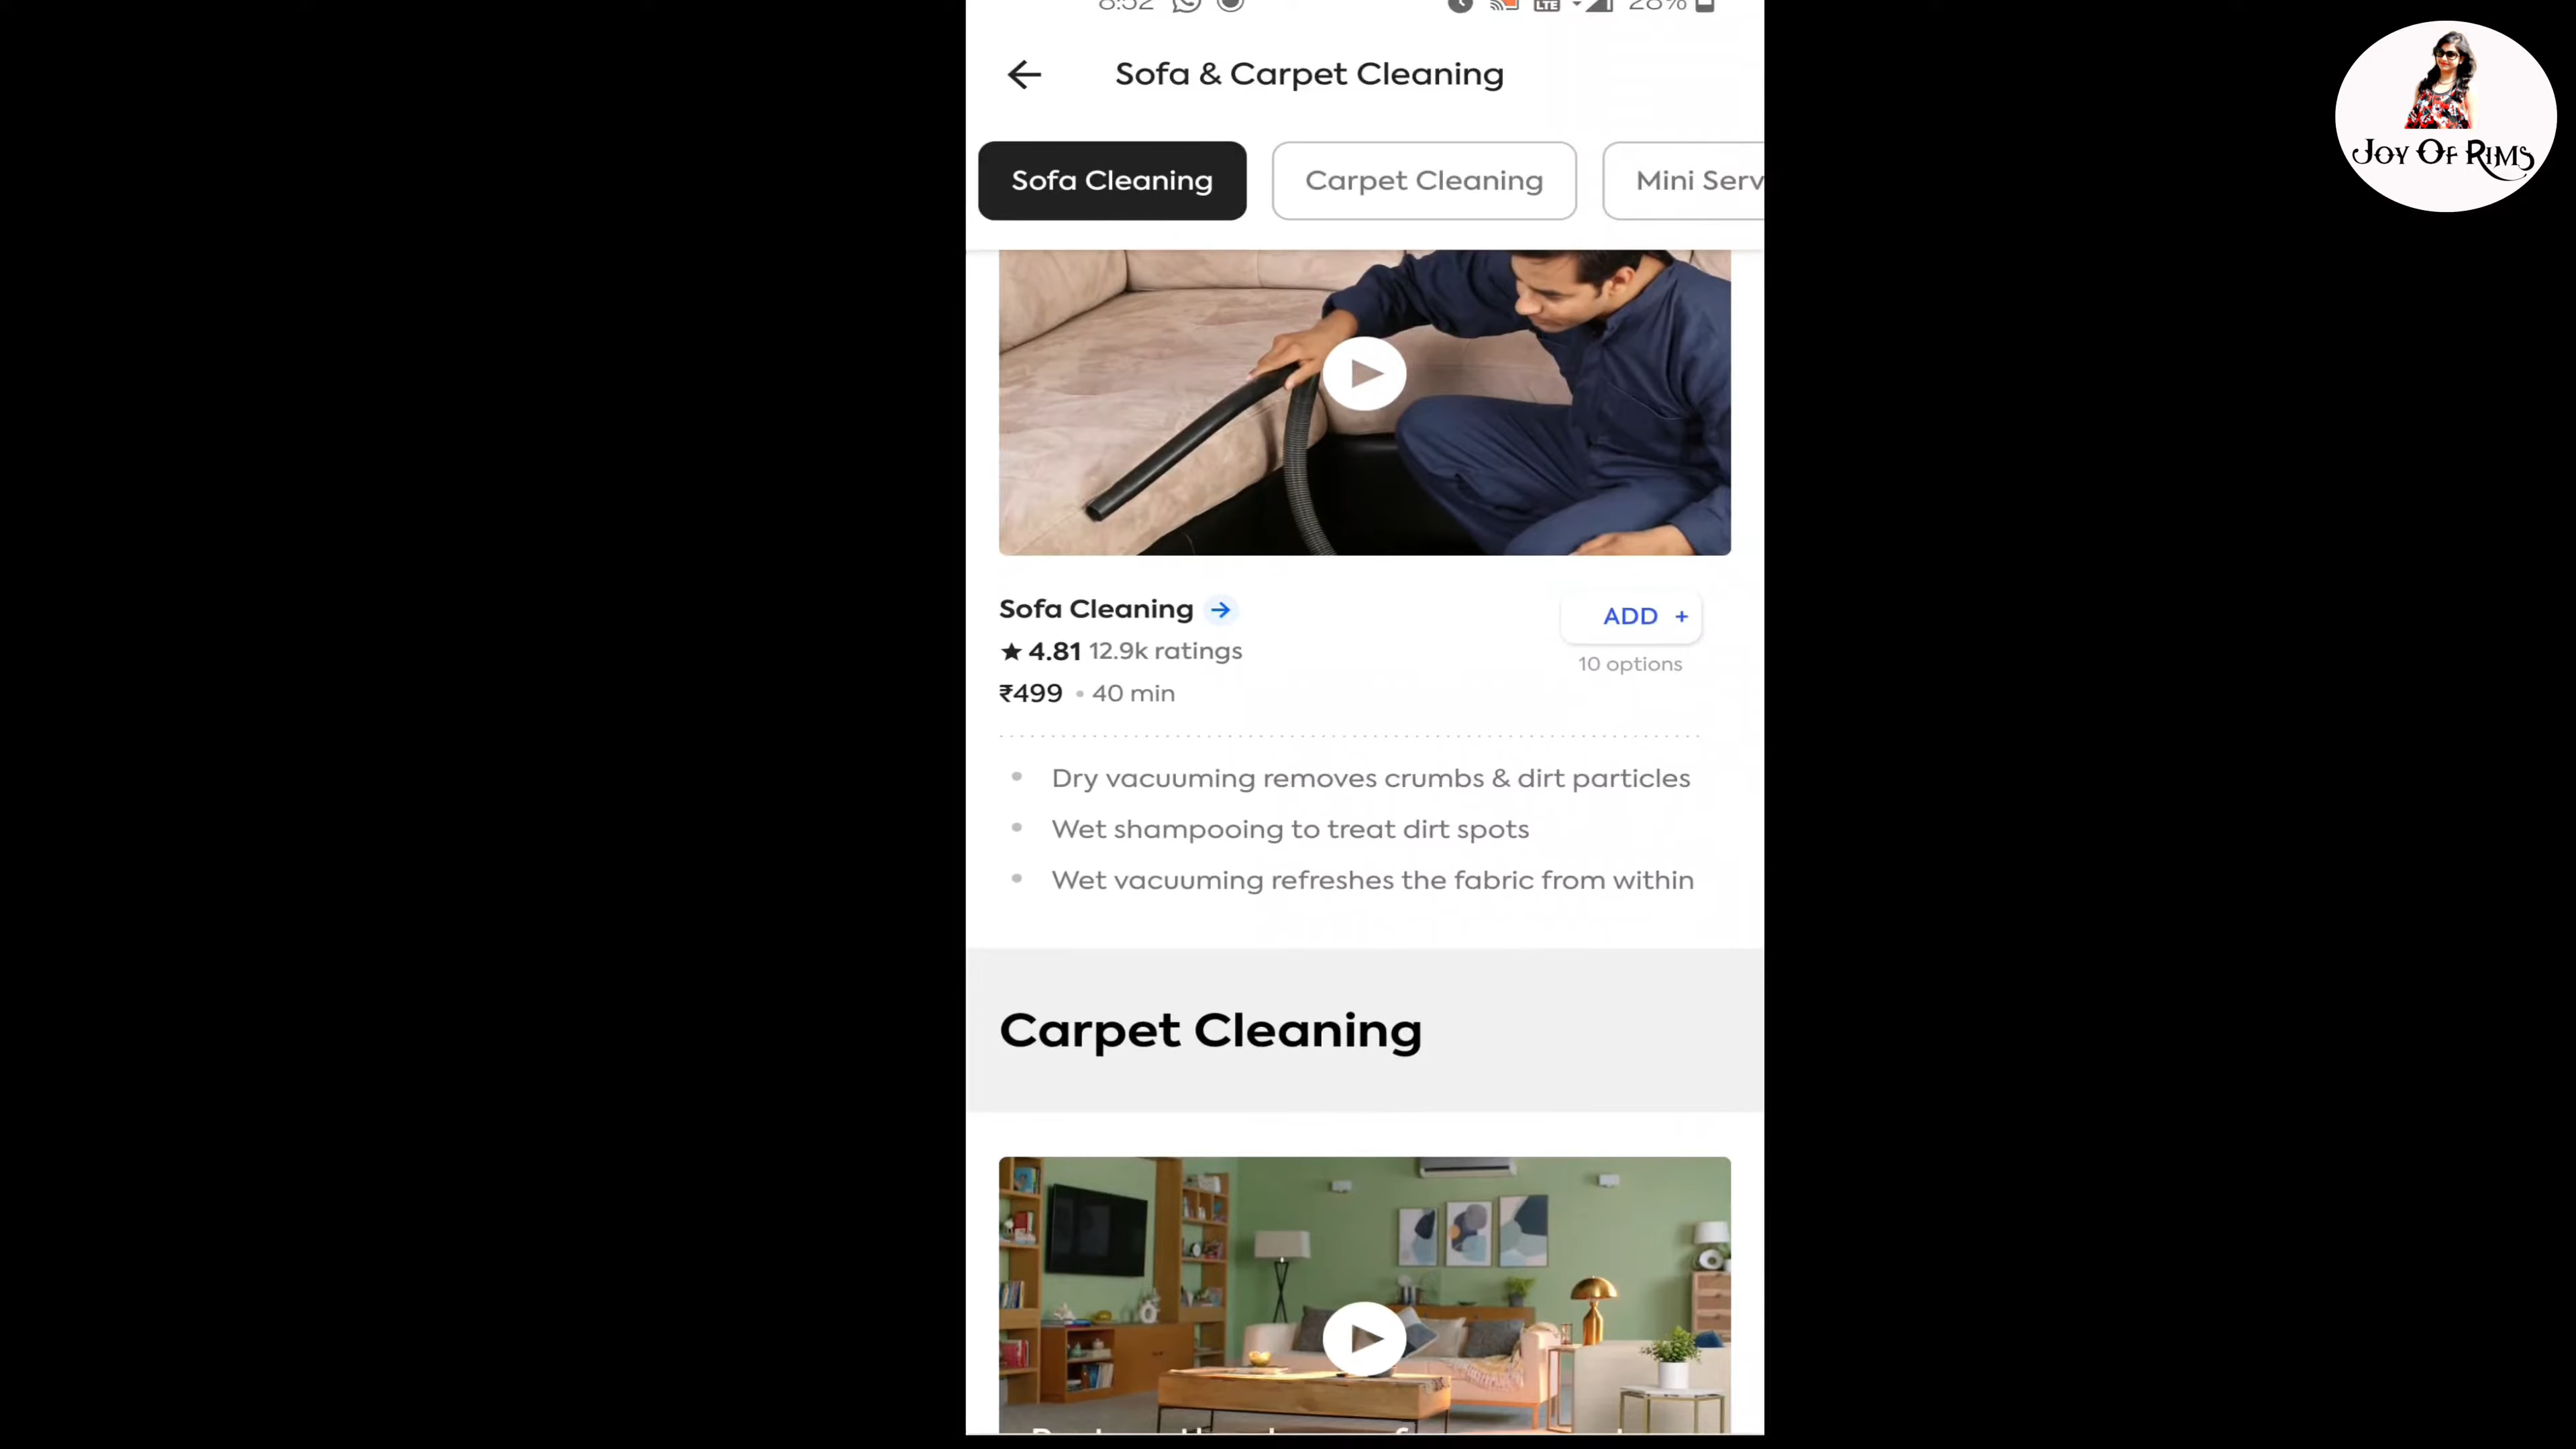 8:52 LTE 28%
Sofa & Carpet Cleaning
Sofa Cleaning Carpet Cleaning Mini Serv
Sofa Cleaning
ADD +
4.81 12.9k ratings
10 options
₹499 • 40 min
• Dry vacuuming removes crumbs & dirt particles
• Wet shampooing to treat dirt spots
• Wet vacuuming refreshes the fabric from within
Carpet Cleaning
JOY OF RIMS